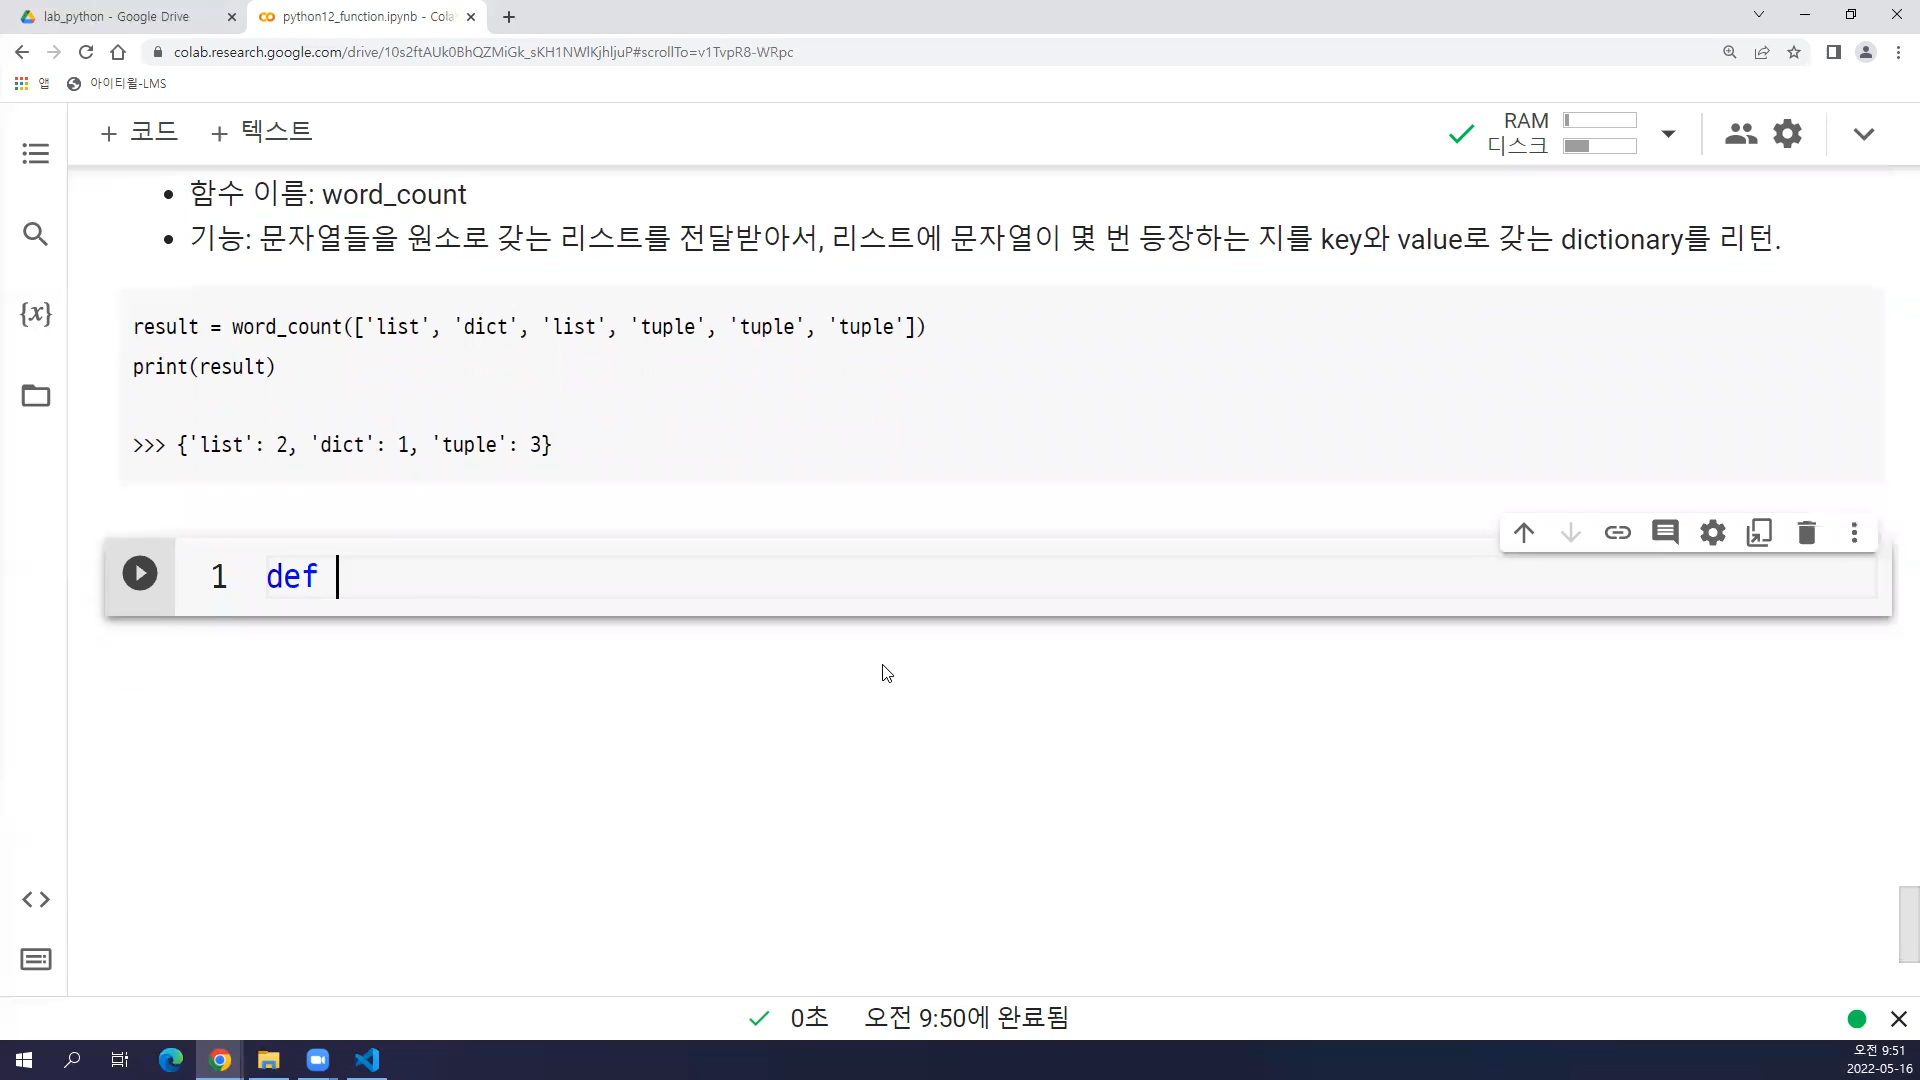 lab_python - Google Drive
python12_function.ipynb - Cola
colab.research.google.com/drive/10s2ftAUk0BhQZMiGk_sKH1NWlKjhljuP#scrollTo=v1TvpR8-WRpc
앱 아이티윌-LMS
+ 코드 + 텍스트
RAM
디스크
• 함수 이름: word_count
• 기능: 문자열들을 원소로 갖는 리스트를 전달받아서, 리스트에 문자열이 몇 번 등장하는 지를 key와 value로 갖는 dictionary를 리턴.
result = word_count(['list', 'dict', 'list', 'tuple', 'tuple', 'tuple'])
print(result)
>>> {'list': 2, 'dict': 1, 'tuple': 3}
1 def
0초 오전 9:50에 완료됨
오전 9:51
2022-05-16